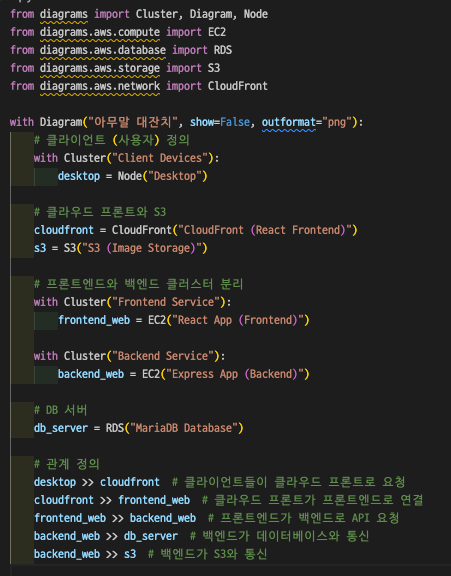 from diagrams import Cluster, Diagram, Node
from diagrams.aws.compute import EC2
from diagrams.aws.database import RDS
from diagrams.aws.storage import S3
from diagrams.aws.network import CloudFront

with Diagram("아무말 대잔치", show=False, outformat="png"):
    # 클라이언트 (사용자) 정의
    with Cluster("Client Devices"):
        desktop = Node("Desktop")

    # 클라우드 프론트와 S3
    cloudfront = CloudFront("CloudFront (React Frontend)")
    s3 = S3("S3 (Image Storage)")

    # 프론트엔드와 백엔드 클러스터 분리
    with Cluster("Frontend Service"):
        frontend_web = EC2("React App (Frontend)")

    with Cluster("Backend Service"):
        backend_web = EC2("Express App (Backend)")

    # DB 서버
    db_server = RDS("MariaDB Database")

    # 관계 정의
    desktop >> cloudfront  # 클라이언트들이 클라우드 프론트로 요청
    cloudfront >> frontend_web  # 클라우드 프론트가 프론트엔드로 연결
    frontend_web >> backend_web  # 프론트엔드가 백엔드로 API 요청
    backend_web >> db_server  # 백엔드가 데이터베이스와 통신
    backend_web >> s3  # 백엔드가 S3와 통신